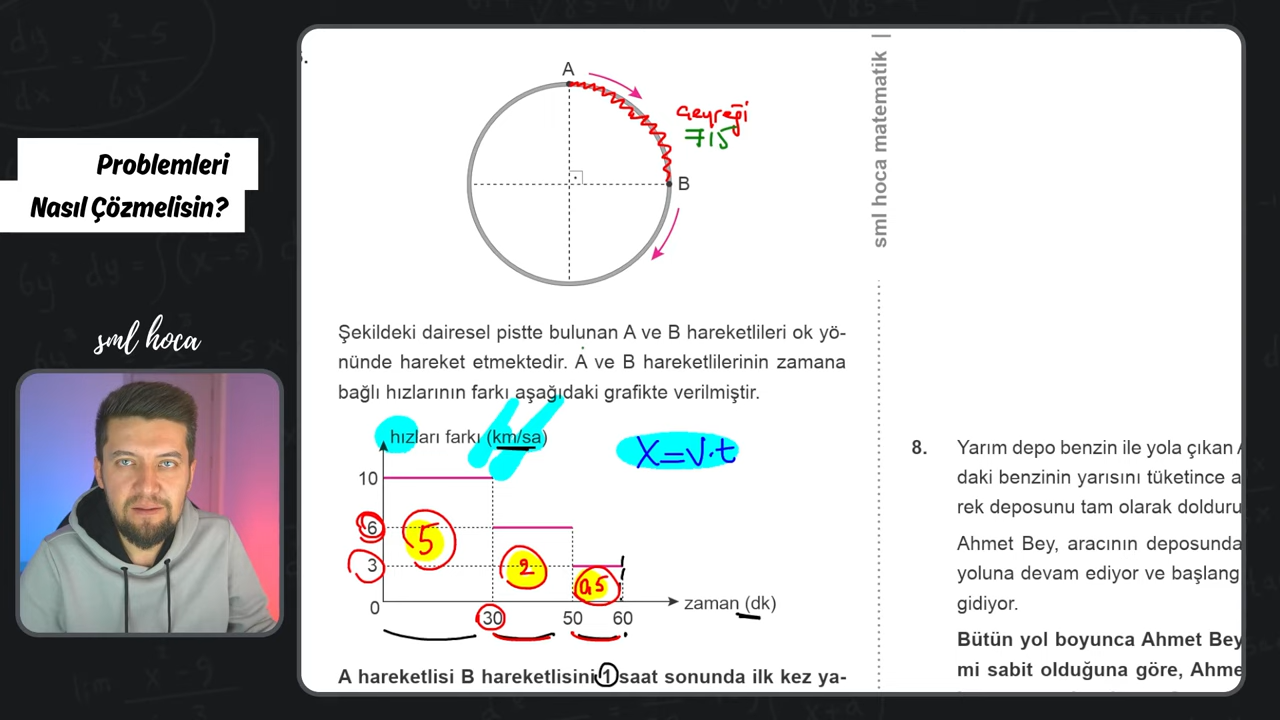 Problemleri
Nasıl Çözmelisin?
sml hoca
A
çeyreği
7,5
B
sml hoca matematik |
Şekildeki dairesel pistte bulunan A ve B hareketlileri ok yö-
nünde hareket etmektedir. A ve B hareketlilerinin zamana
bağlı hızlarının farkı aşağıdaki grafikte verilmiştir.
hızları farkı (km/sa)
X=V.t
10
6
5
3
2
0,5
0
30
50
60
zaman (dk)
A hareketlisi B hareketlisini 1 saat sonunda ilk kez ya-
8.
Yarım depo benzin ile yola çıkan A
daki benzinin yarısını tüketince a
rek deposunu tam olarak dolduru
Ahmet Bey, aracının deposunda
yoluna devam ediyor ve başlang
gidiyor.
Bütün yol boyunca Ahmet Bey
mi sabit olduğuna göre, Ahme